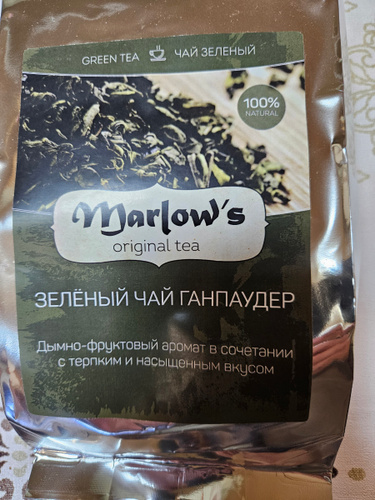 GREEN TEA ЧАЙ ЗЕЛЕНЫЙ
100%
NATURAL
Marlow's
original tea
ЗЕЛЁНЫЙ ЧАЙ ГАНПАУДЕР
Дымно-фруктовый аромат в сочетании
с терпким и насыщенным вкусом